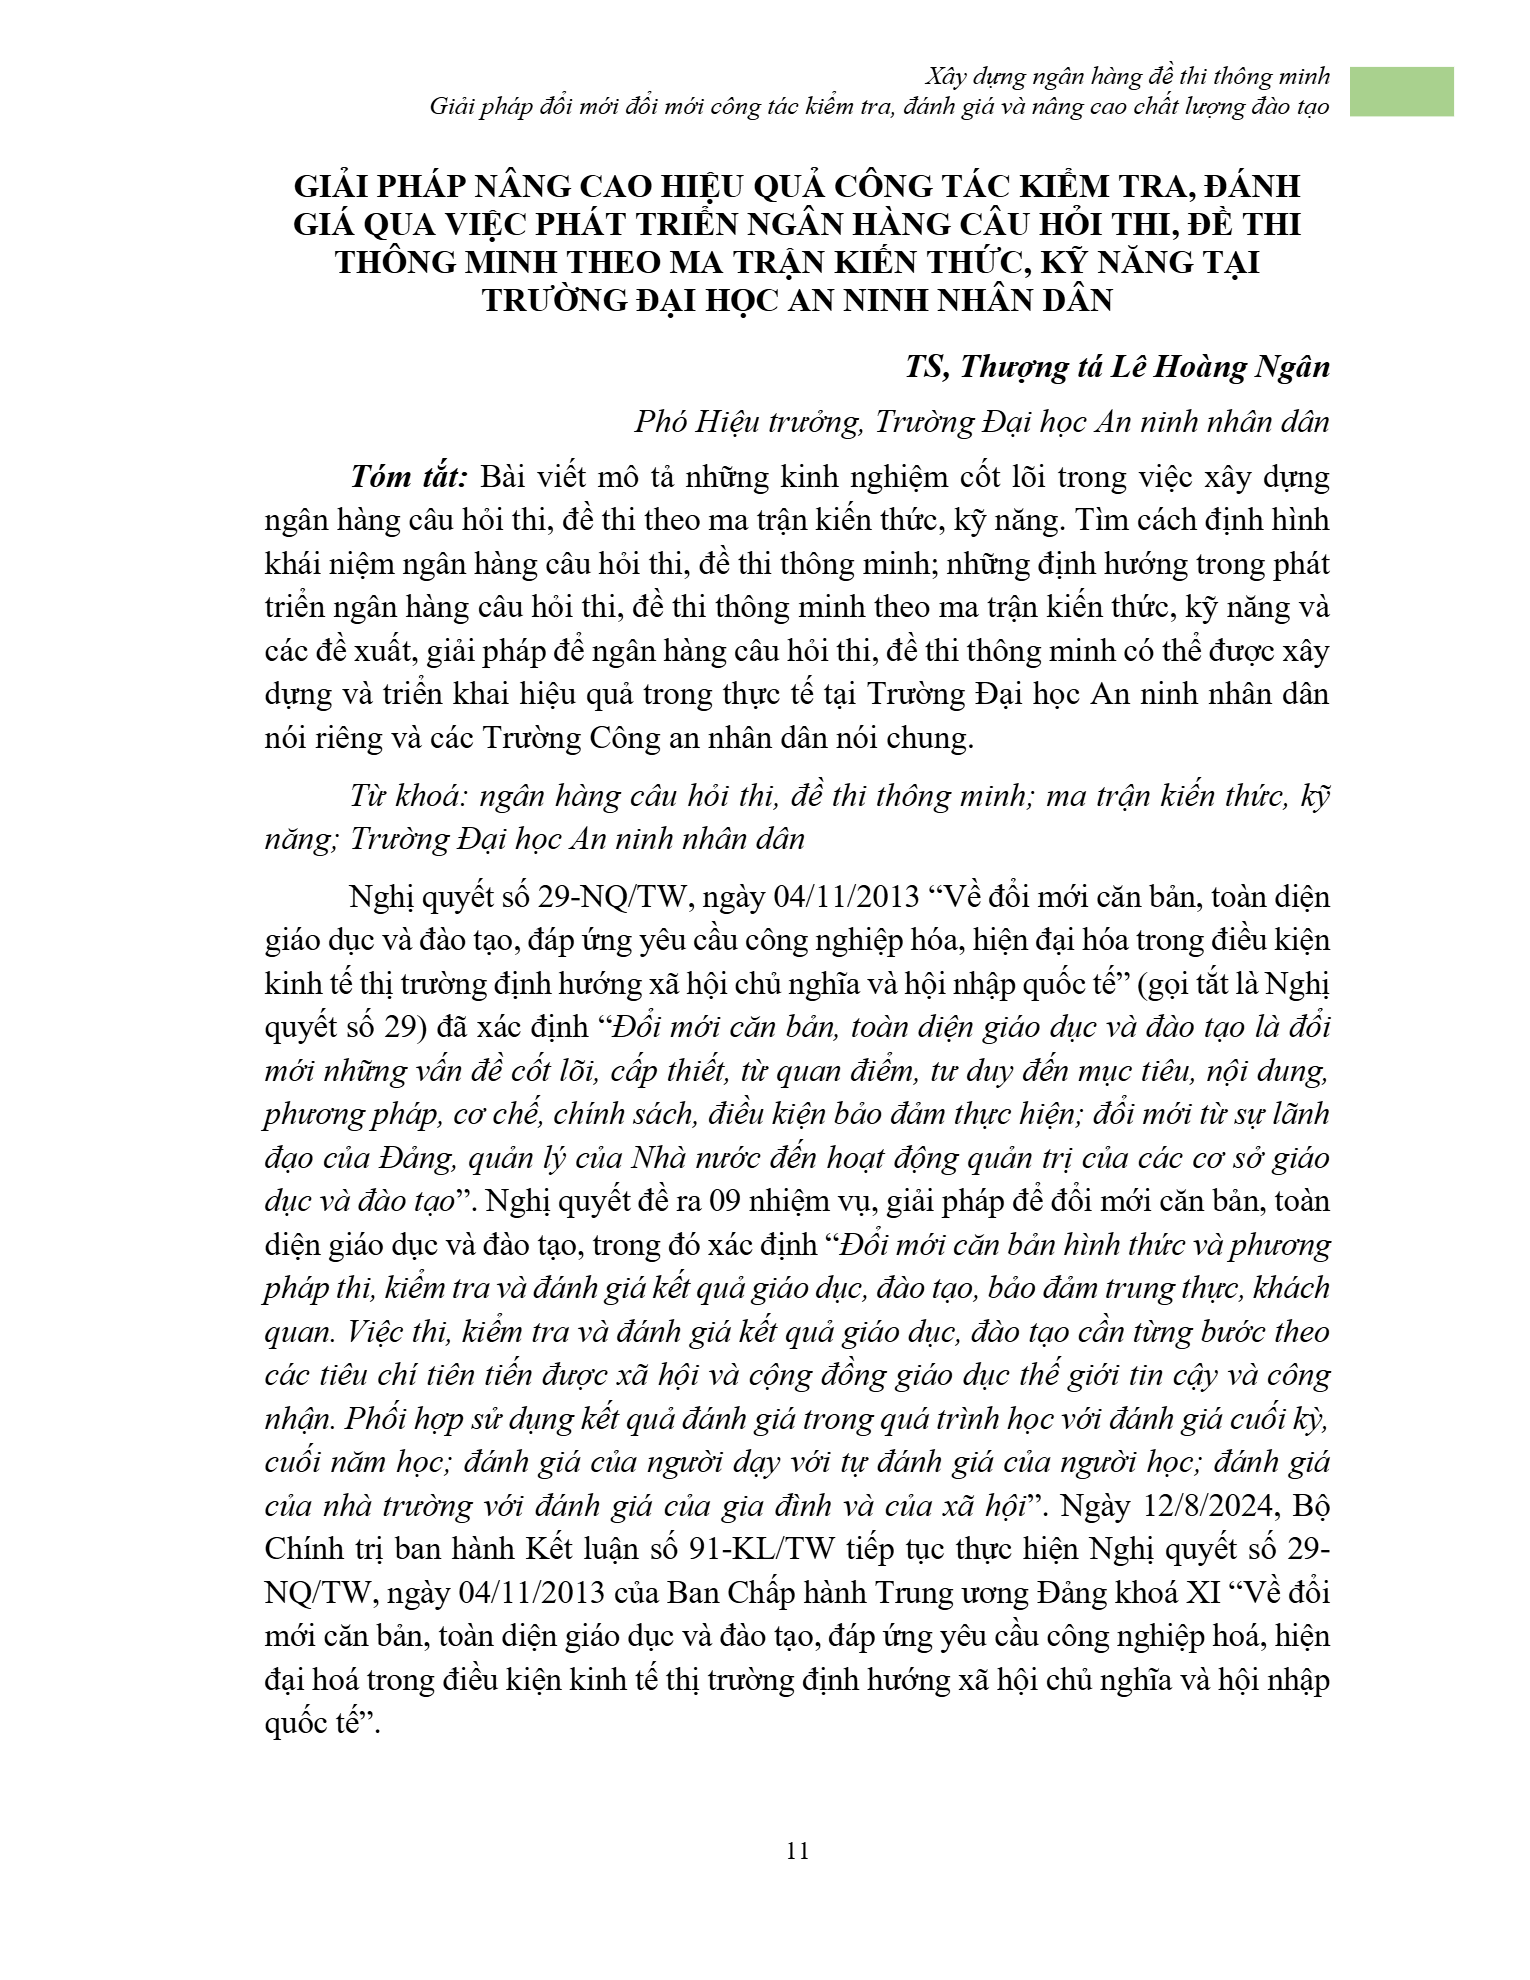 Xây dựng ngân hàng đề thi thông minh
Giải pháp đổi mới đổi mới công tác kiểm tra, đánh giá và nâng cao chất lượng đào tạo
GIẢI PHÁP NÂNG CAO HIỆU QUẢ CÔNG TÁC KIỂM TRA, ĐÁNH
GIÁ QUA VIỆC PHÁT TRIỂN NGÂN HÀNG CÂU HỎI THI, ĐỀ THI
THÔNG MINH THEO MA TRẬN KIẾN THỨC, KỸ NĂNG TẠI
TRƯỜNG ĐẠI HỌC AN NINH NHÂN DÂN
TS, Thượng tá Lê Hoàng Ngân
Phó Hiệu trưởng, Trường Đại học An ninh nhân dân
Tóm tắt: Bài viết mô tả những kinh nghiệm cốt lõi trong việc xây dựng
ngân hàng câu hỏi thi, đề thi theo ma trận kiến thức, kỹ năng. Tìm cách định hình
khái niệm ngân hàng câu hỏi thi, đề thi thông minh; những định hướng trong phát
triển ngân hàng câu hỏi thi, đề thi thông minh theo ma trận kiến thức, kỹ năng và
các đề xuất, giải pháp để ngân hàng câu hỏi thi, đề thi thông minh có thể được xây
dựng và triển khai hiệu quả trong thực tế tại Trường Đại học An ninh nhân dân
nói riêng và các Trường Công an nhân dân nói chung.
Từ khoá: ngân hàng câu hỏi thi, đề thi thông minh; ma trận kiến thức, kỹ
năng; Trường Đại học An ninh nhân dân
Nghị quyết số 29-NQ/TW, ngày 04/11/2013 “Về đổi mới căn bản, toàn diện
giáo dục và đào tạo, đáp ứng yêu cầu công nghiệp hóa, hiện đại hóa trong điều kiện
kinh tế thị trường định hướng xã hội chủ nghĩa và hội nhập quốc tế” (gọi tắt là Nghị
quyết số 29) đã xác định “Đổi mới căn bản, toàn diện giáo dục và đào tạo là đổi
mới những vấn đề cốt lõi, cấp thiết, từ quan điểm, tư duy đến mục tiêu, nội dung,
phương pháp, cơ chế, chính sách, điều kiện bảo đảm thực hiện; đổi mới từ sự lãnh
đạo của Đảng, quản lý của Nhà nước đến hoạt động quản trị của các cơ sở giáo
dục và đào tạo”. Nghị quyết đề ra 09 nhiệm vụ, giải pháp để đổi mới căn bản, toàn
diện giáo dục và đào tạo, trong đó xác định “Đổi mới căn bản hình thức và phương
pháp thi, kiểm tra và đánh giá kết quả giáo dục, đào tạo, bảo đảm trung thực, khách
quan. Việc thi, kiểm tra và đánh giá kết quả giáo dục, đào tạo cần từng bước theo
các tiêu chí tiên tiến được xã hội và cộng đồng giáo dục thế giới tin cậy và công
nhận. Phối hợp sử dụng kết quả đánh giá trong quá trình học với đánh giá cuối kỳ,
cuối năm học; đánh giá của người dạy với tự đánh giá của người học; đánh giá
của nhà trường với đánh giá của gia đình và của xã hội”. Ngày 12/8/2024, Bộ
Chính trị ban hành Kết luận số 91-KL/TW tiếp tục thực hiện Nghị quyết số 29-
NQ/TW, ngày 04/11/2013 của Ban Chấp hành Trung ương Đảng khoá XI “Về đổi
mới căn bản, toàn diện giáo dục và đào tạo, đáp ứng yêu cầu công nghiệp hoá, hiện
đại hoá trong điều kiện kinh tế thị trường định hướng xã hội chủ nghĩa và hội nhập
quốc tế”.
11